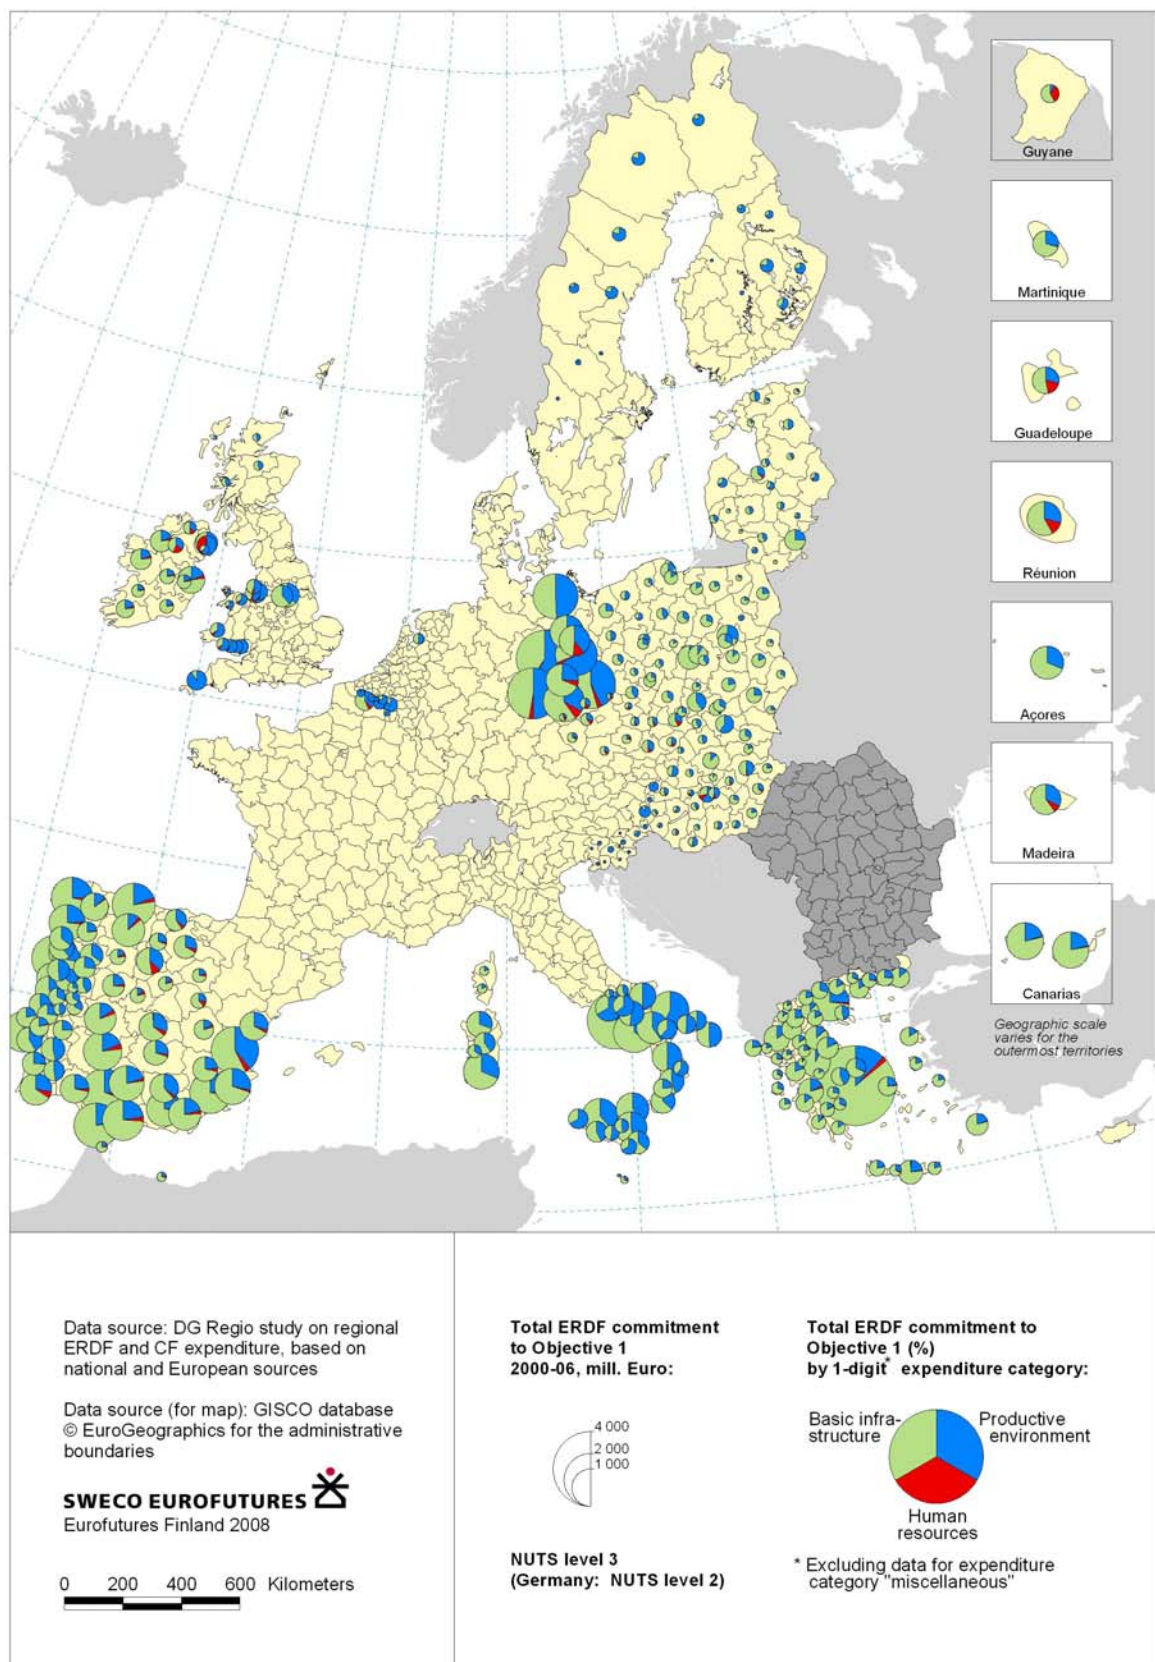 Guyane
Martinique
Guadeloupe
Réunion
Açores
Madeira
Canarias
Geographic scale
varies for the
outermost territories
Data source: DG Regio study on regional
ERDF and CF expenditure, based on
national and European sources
Data source (for map): GISCO database
© EuroGeographics for the administrative
boundaries
SWECO EUROFUTURES
Eurofutures Finland 2008
0 200 400 600 Kilometers
Total ERDF commitment
to Objective 1
2000-06, mill. Euro:
4 000
2 000
1 000
NUTS level 3
(Germany: NUTS level 2)
Total ERDF commitment to
Objective 1 (%)
by 1-digit* expenditure category:
Basic infra-
structure
Productive
environment
Human
resources
* Excluding data for expenditure
category "miscellaneous"